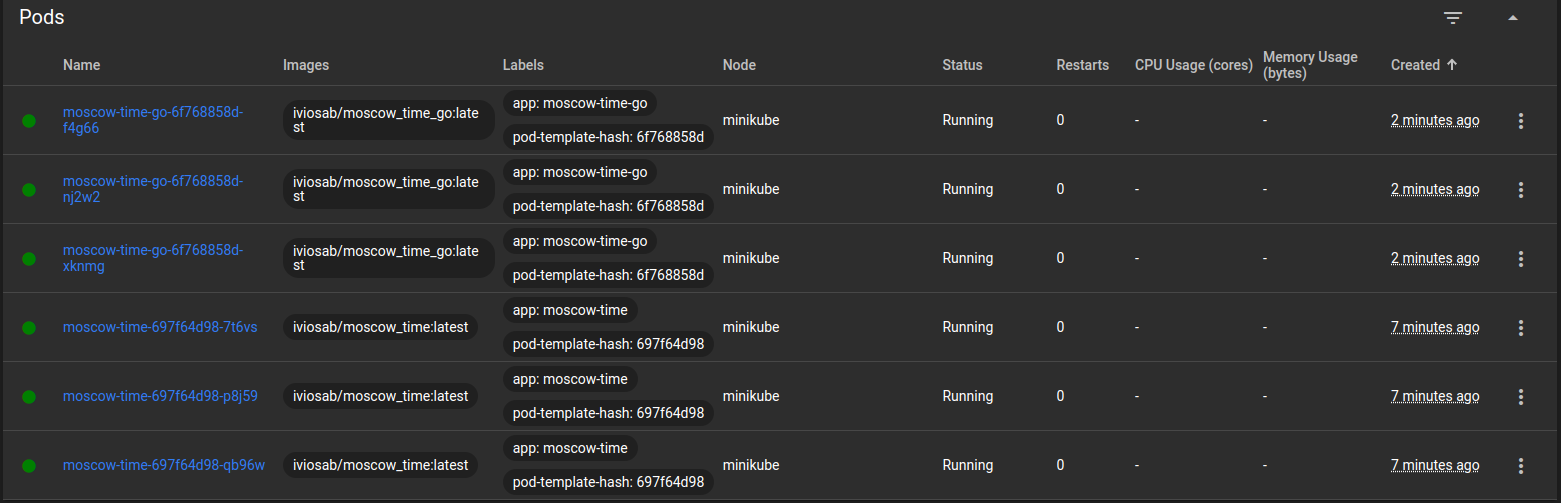 Pods
Name Images Labels Node Status Restarts CPU Usage (cores) Memory Usage (bytes) Created
moscow-time-go-6f768858d-f4g66 iviosab/moscow_time_go:latest app: moscow-time-go pod-template-hash: 6f768858d minikube Running 0 - - 2 minutes ago
moscow-time-go-6f768858d-nj2w2 iviosab/moscow_time_go:latest app: moscow-time-go pod-template-hash: 6f768858d minikube Running 0 - - 2 minutes ago
moscow-time-go-6f768858d-xknmg iviosab/moscow_time_go:latest app: moscow-time-go pod-template-hash: 6f768858d minikube Running 0 - - 2 minutes ago
moscow-time-697f64d98-7t6vs iviosab/moscow_time:latest app: moscow-time pod-template-hash: 697f64d98 minikube Running 0 - - 7 minutes ago
moscow-time-697f64d98-p8j59 iviosab/moscow_time:latest app: moscow-time pod-template-hash: 697f64d98 minikube Running 0 - - 7 minutes ago
moscow-time-697f64d98-qb96w iviosab/moscow_time:latest app: moscow-time pod-template-hash: 697f64d98 minikube Running 0 - - 7 minutes ago